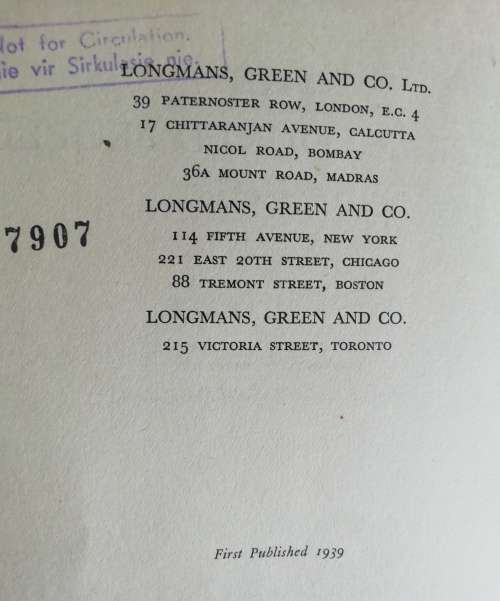 Not for Circulation.
Nie vir Sirkulasie nie.
LONGMANS, GREEN AND CO. LTD.
39 PATERNOSTER ROW, LONDON, E.C. 4
17 CHITTARANJAN AVENUE, CALCUTTA
NICOL ROAD, BOMBAY
36A MOUNT ROAD, MADRAS
LONGMANS, GREEN AND CO.
7907
114 FIFTH AVENUE, NEW YORK
221 EAST 20TH STREET, CHICAGO
88 TREMONT STREET, BOSTON
LONGMANS, GREEN AND CO.
215 VICTORIA STREET, TORONTO
First Published 1939